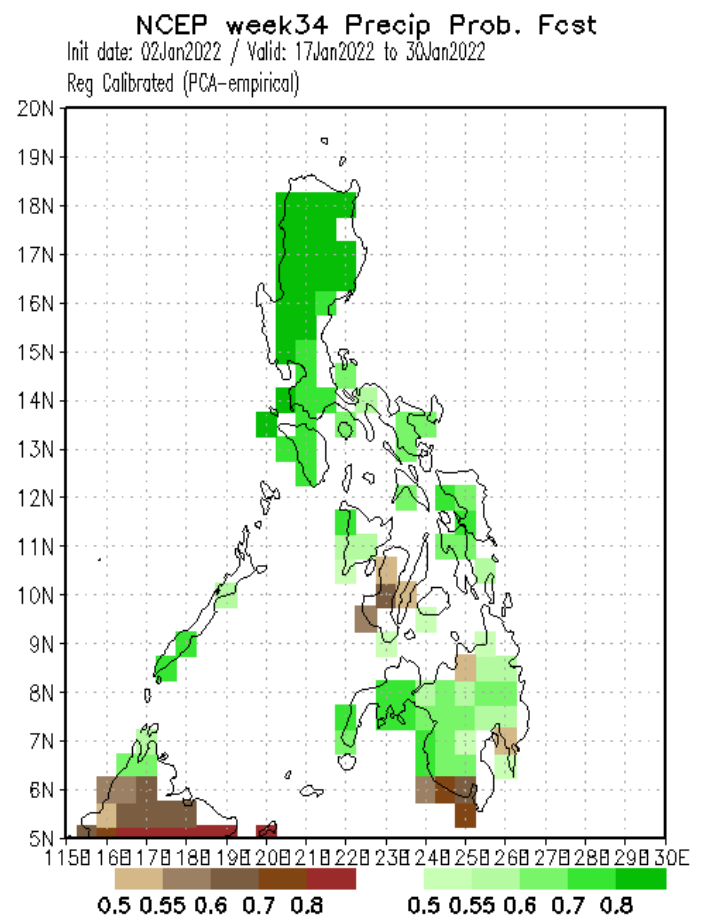 NCEP week34 Precip Prob. Fcst
Init date: 02Jan2022 / Valid: 17Jan2022 to 30Jan2022
Reg Calibrated (PCA-empirical)
20N
19N
18N
17N
16N
15N
14N
13N
12N
11N
10N
9N
8N
7N
6N
5N
0.5 0.55 0.6 0.7 0.8
0.5 0.55 0.6 0.7 0.8